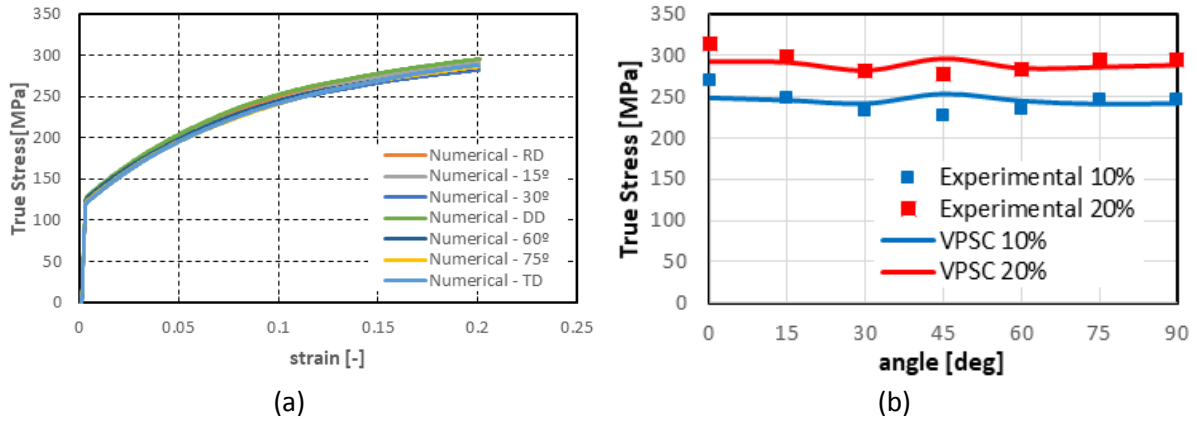 350
300
250
200
150
100
50
0
True Stress[MPa]
Numerical - RD
Numerical - 15º
Numerical - 30º
Numerical - DD
Numerical - 60º
Numerical - 75º
Numerical - TD
0 0.05 0.1 0.15 0.2 0.25
strain [-]
(a)
350
300
250
200
150
100
50
0
True Stress [MPa]
Experimental 10%
Experimental 20%
VPSC 10%
VPSC 20%
0 15 30 45 60 75 90
angle [deg]
(b)